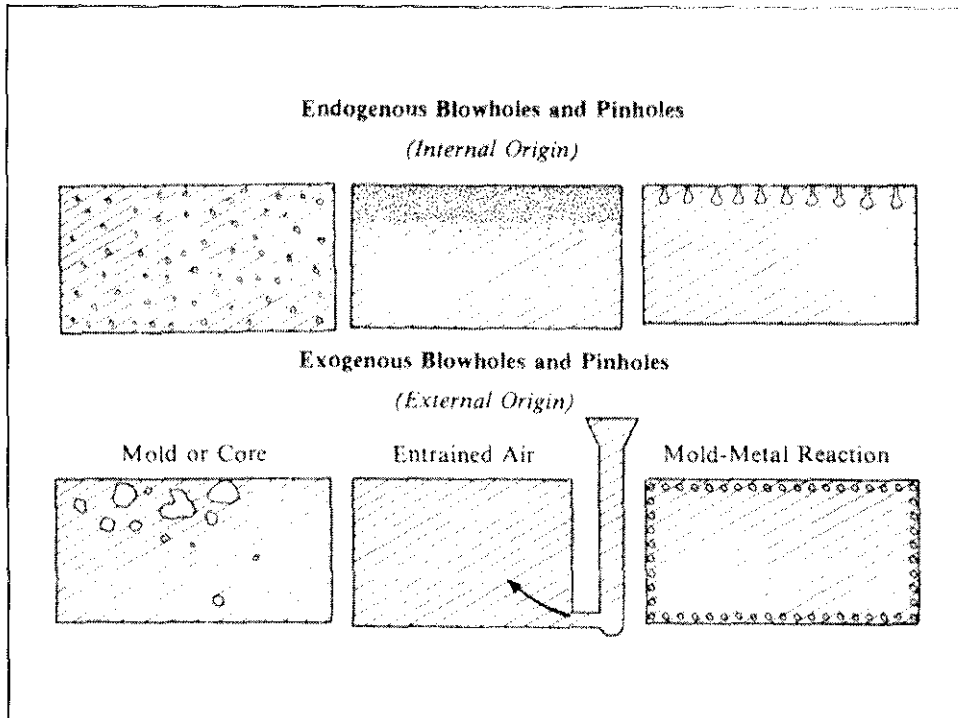 Endogenous Blowholes and Pinholes
(Internal Origin)
Exogenous Blowholes and Pinholes
(External Origin)
Mold or Core
Entrained Air
Mold-Metal Reaction